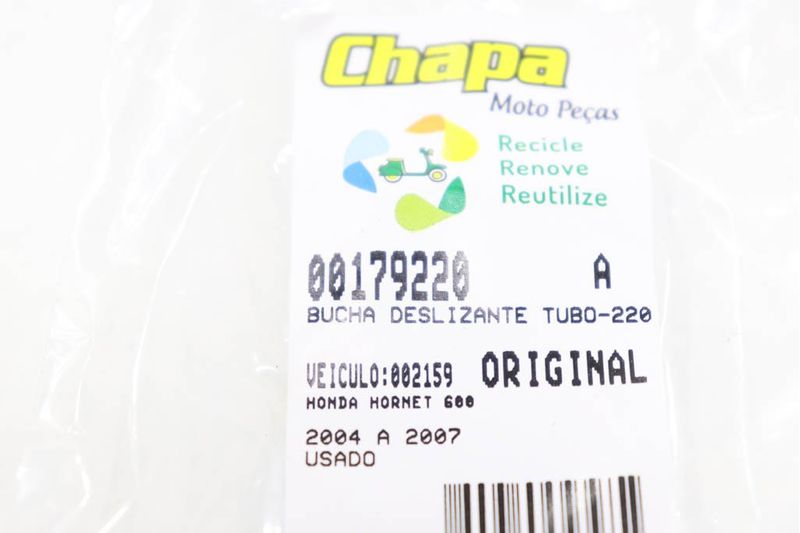 Chapa
Moto Peças
Recicle
Renove
Reutilize
00179220 A
BUCHA DESLIZANTE TUBO-220
VEICULO:002159 ORIGINAL
HONDA HORNET 600
2004 A 2007
USADO